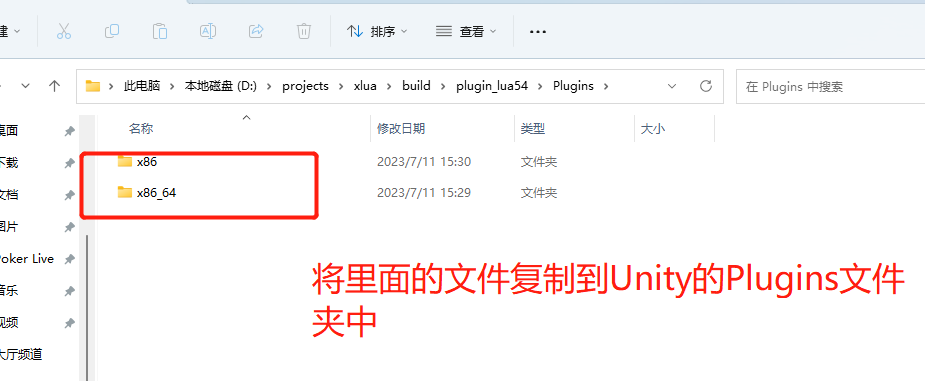 建
排序
查看
此电脑 › 本地磁盘 (D:) › projects › xlua › build › plugin_lua54 › Plugins ›
在 Plugins 中搜索
名称 修改日期 类型 大小
桌面
x86 2023/7/11 15:30 文件夹
下载
x86_64 2023/7/11 15:29 文件夹
文档
图片
oker Live
音乐
视频
大厅频道
将里面的文件复制到Unity的Plugins文件
夹中